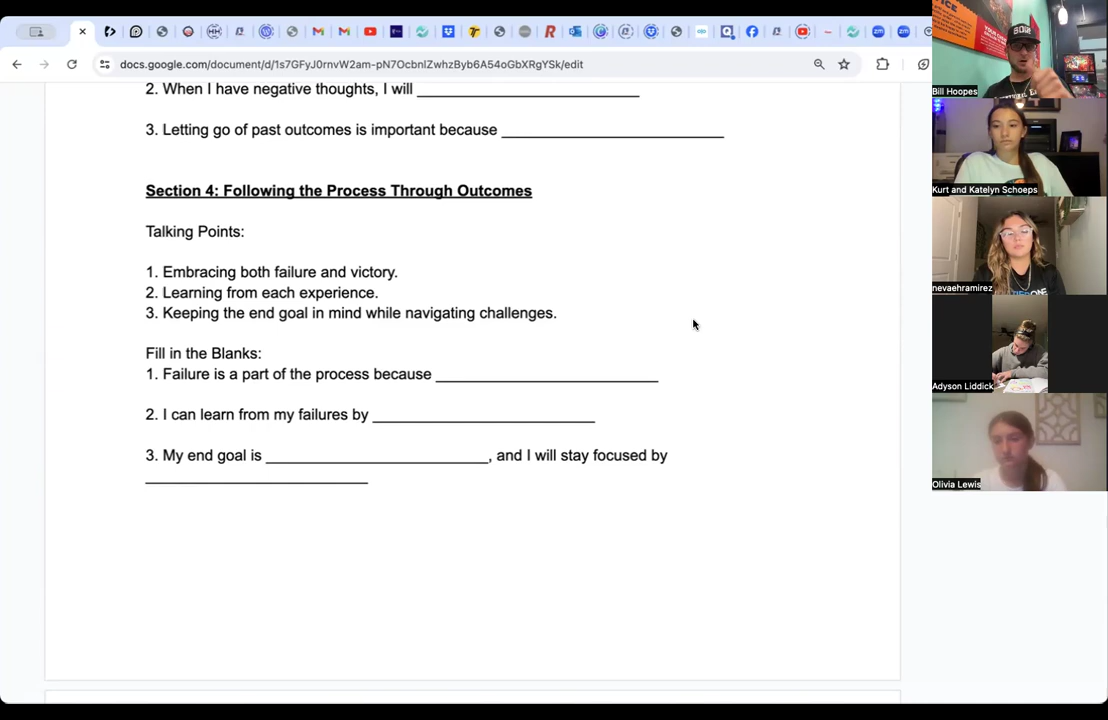 docs.google.com/document/d/1s7GFyJ0rnvW2am-pN7OcbnlZwhzByb6A54oGbXRgYSk/edit
2. When I have negative thoughts, I will ___________________________
3. Letting go of past outcomes is important because ___________________________
Section 4: Following the Process Through Outcomes
Talking Points:
1. Embracing both failure and victory.
2. Learning from each experience.
3. Keeping the end goal in mind while navigating challenges.
Fill in the Blanks:
1. Failure is a part of the process because ___________________________
2. I can learn from my failures by ___________________________
3. My end goal is ___________________________, and I will stay focused by
___________________________
Bill Hoopes
Kurt and Katelyn Schoeps
nevaehramirez
Adyson Liddick
Olivia Lewis